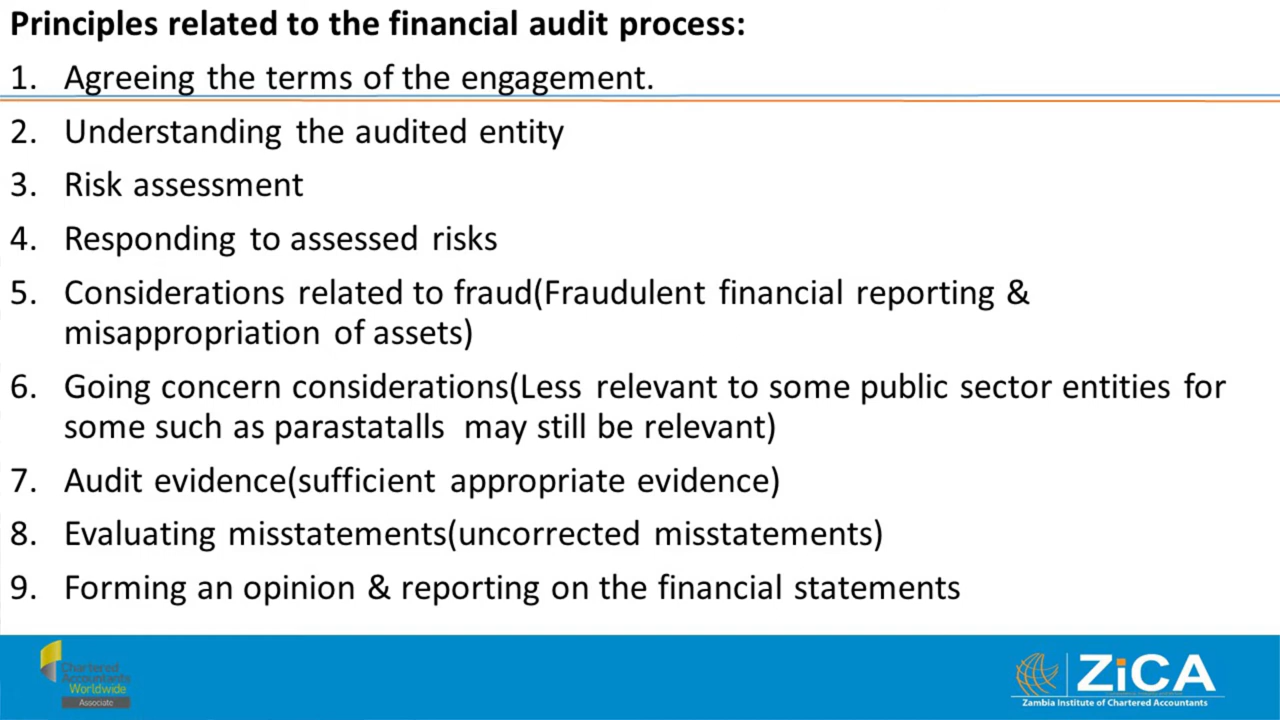 Principles related to the financial audit process:
1. Agreeing the terms of the engagement.
2. Understanding the audited entity
3. Risk assessment
4. Responding to assessed risks
5. Considerations related to fraud(Fraudulent financial reporting &
misappropriation of assets)
6. Going concern considerations(Less relevant to some public sector entities for
some such as parastatalls may still be relevant)
7. Audit evidence(sufficient appropriate evidence)
8. Evaluating misstatements(uncorrected misstatements)
9. Forming an opinion & reporting on the financial statements
Chartered
Accountants
Worldwide
Associate
ZiCA
Zambia Institute of Chartered Accountants